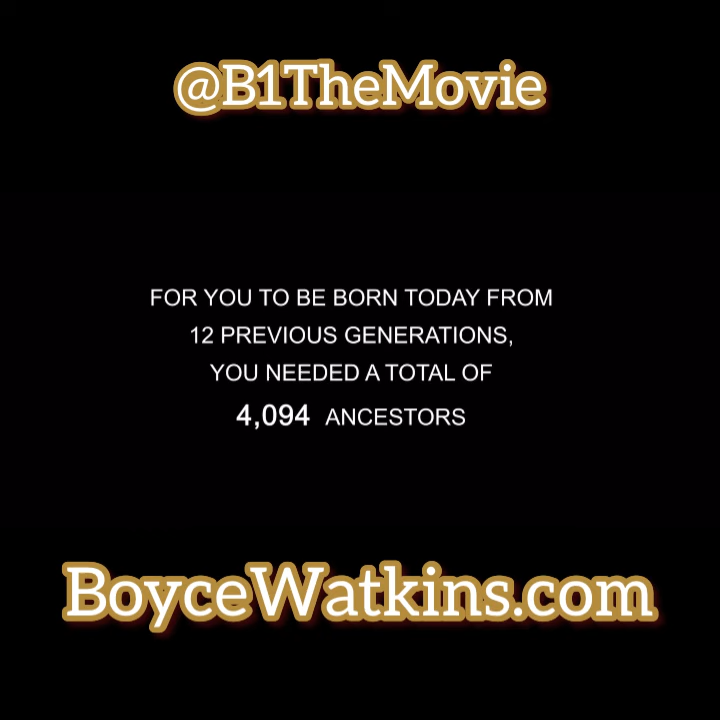 @B1TheMovie
FOR YOU TO BE BORN TODAY FROM
12 PREVIOUS GENERATIONS,
YOU NEEDED A TOTAL OF
4,094 ANCESTORS
BoyceWatkins.com